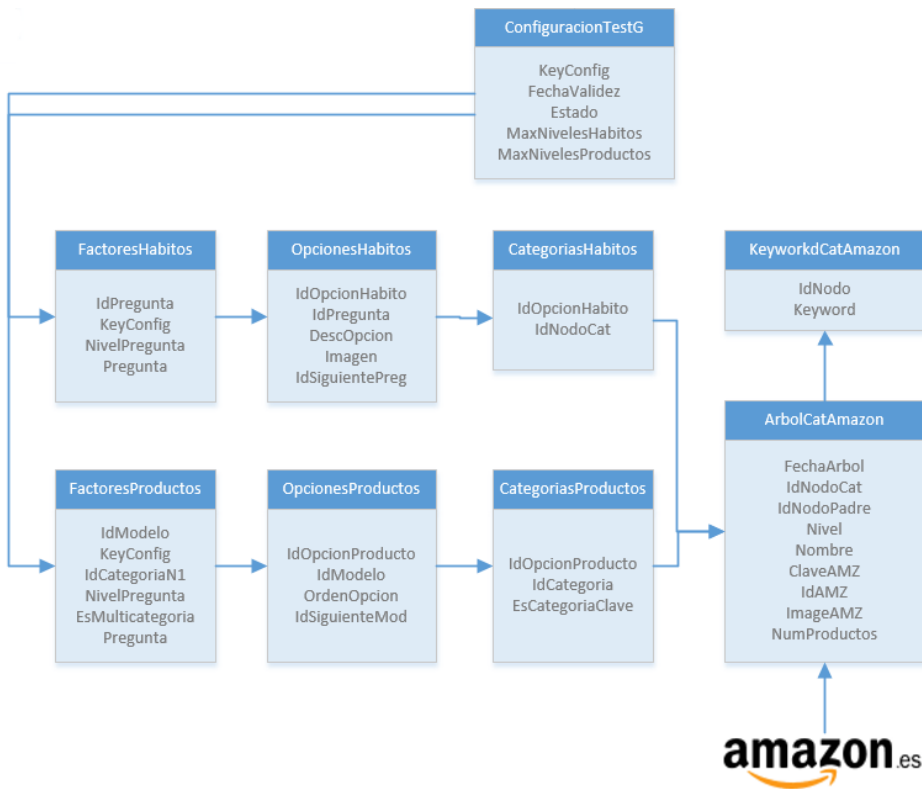 ConfiguracionTestG
KeyConfig
FechaValidez
Estado
MaxNivelesHabitos
MaxNivelesProductos
FactoresHabitos
IdPregunta
KeyConfig
NivelPregunta
Pregunta
OpcionesHabitos
IdOpcionHabito
IdPregunta
DescOpcion
Imagen
IdSiguientePreg
CategoriasHabitos
IdOpcionHabito
IdNodoCat
KeyworkdCatAmazon
IdNodo
Keyword
FactoresProductos
IdModelo
KeyConfig
IdCategoriaN1
NivelPregunta
EsMulticategoria
Pregunta
OpcionesProductos
IdOpcionProducto
IdModelo
OrdenOpcion
IdSiguienteMod
CategoriasProductos
IdOpcionProducto
IdCategoria
EsCategoriaClave
ArbolCatAmazon
FechaArbol
IdNodoCat
IdNodoPadre
Nivel
Nombre
ClaveAMZ
IdAMZ
ImageAMZ
NumProductos
amazon.es